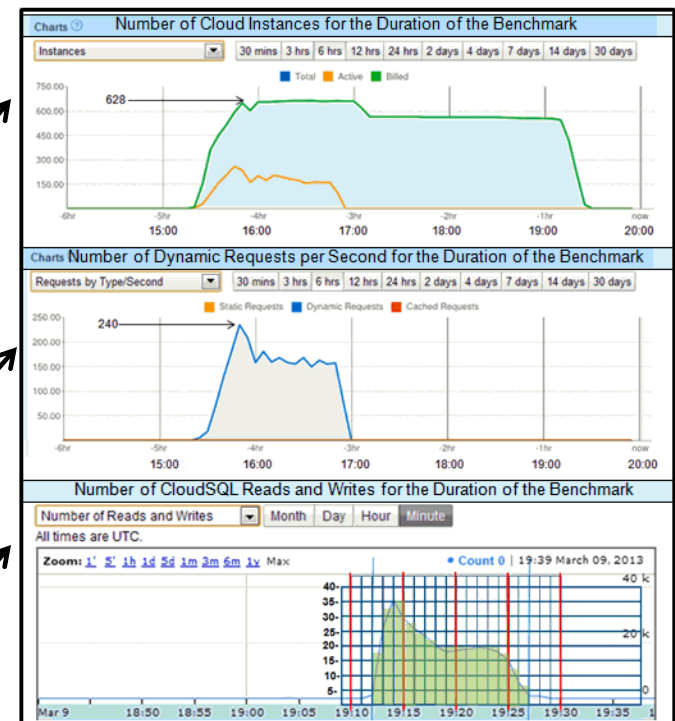 Charts ? Number of Cloud Instances for the Duration of the Benchmark
Instances 30 mins 3 hrs 6 hrs 12 hrs 24 hrs 2 days 4 days 7 days 14 days 30 days
Total Active Billed
750.00
628
600.00
450.00
300.00
150.00
-6hr -5hr -4hr -3hr -2hr -1hr now
15:00 16:00 17:00 18:00 19:00 20:00
Charts Number of Dynamic Requests per Second for the Duration of the Benchmark
Requests by Type/Second 30 mins 3 hrs 6 hrs 12 hrs 24 hrs 2 days 4 days 7 days 14 days 30 days
Static Requests Dynamic Requests Cached Requests
250.00
240
200.00
150.00
100.00
50.00
-6hr -5hr -4hr -3hr -2hr -1hr now
15:00 16:00 17:00 18:00 19:00 20:00
Number of CloudSQL Reads and Writes for the Duration of the Benchmark
Number of Reads and Writes Month Day Hour Minute
All times are UTC.
Zoom: 1' 5' 1h 1d 5d 1m 3m 6m 1y Max Count 0 | 19:39 March 09, 2013
40- 40 k
35-
30-
25-
20- 20 k
15-
10-
5- 0
Mar 9 18:50 18:55 19:00 19:05 19:10 19:15 19:20 19:25 19:30 19:35 1